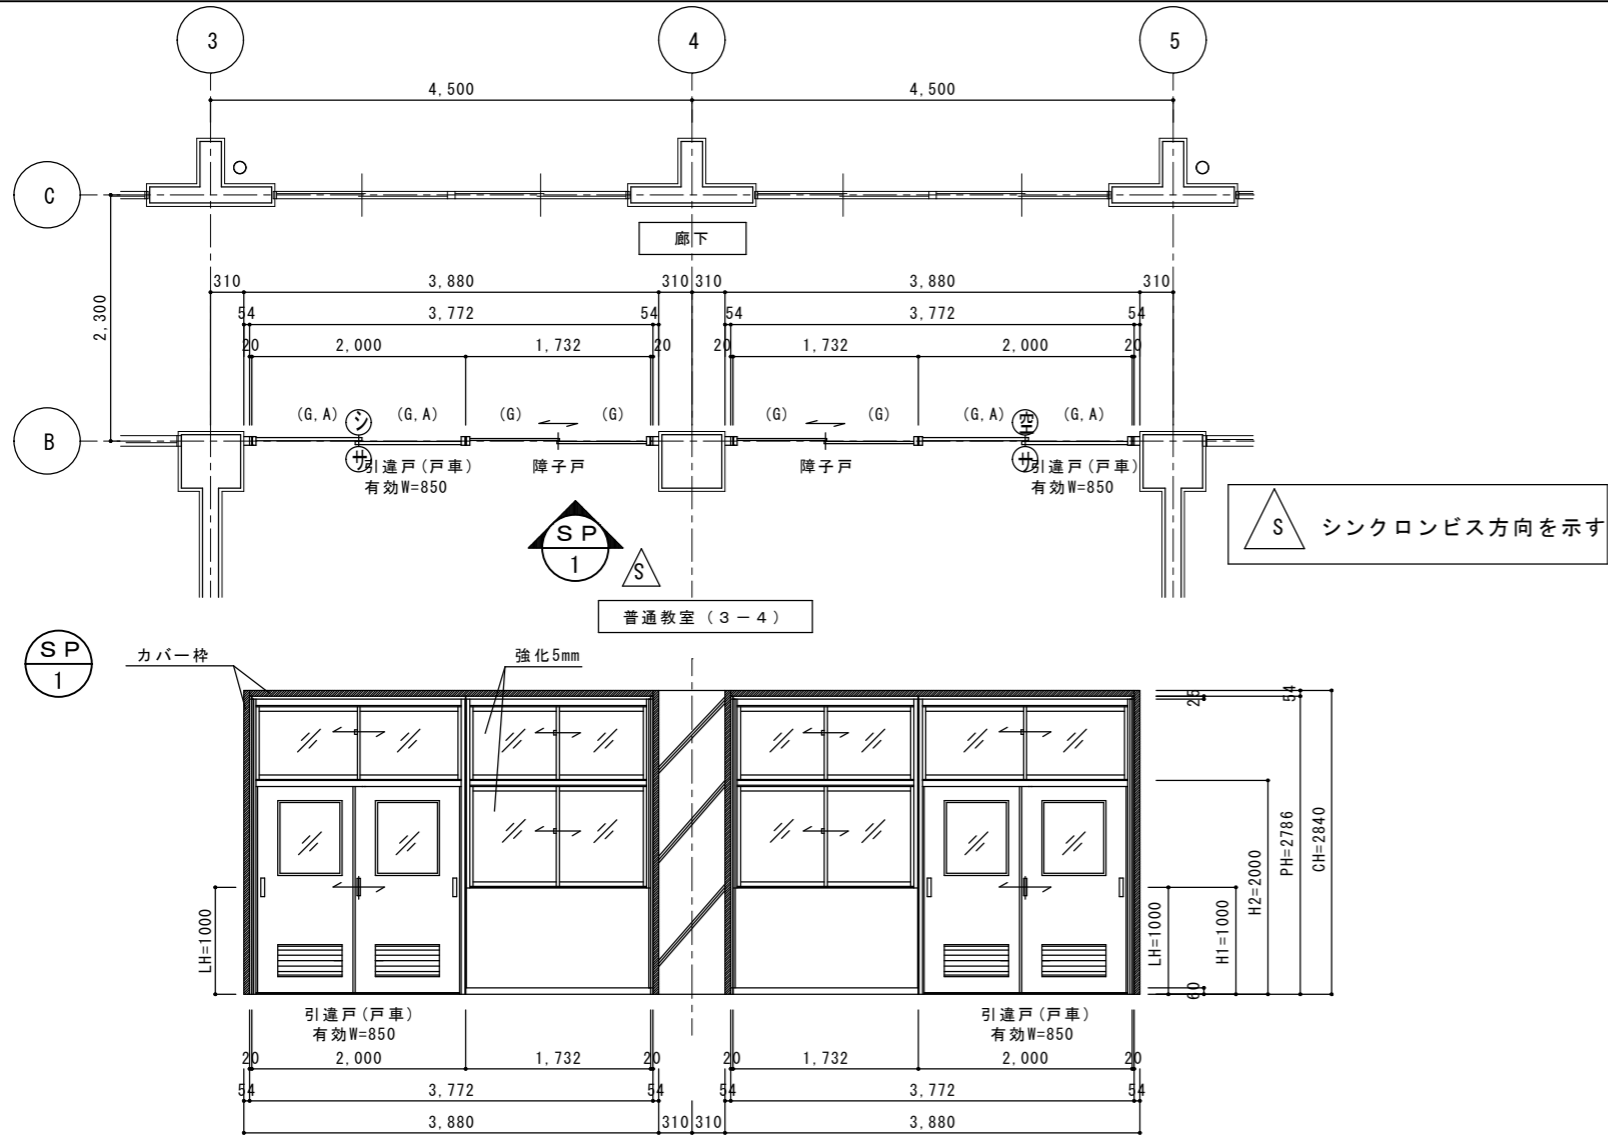 3 4 5
4,500 4,500
C
廊下
310 3,880 310 310 3,880 310
2,300
54 3,772 54 54 3,772 54
20 2,000 1,732 20 20 1,732 2,000 20
(G,A) シ (G,A) (G) (G) (G) (G) (G,A) 空 (G,A)
B
サ サ
引違戸(戸車) 障子戸 障子戸 引違戸(戸車)
有効W=850 有効W=850
S シンクロンビス方向を示す
SP
1
S
普通教室(3-4)
SP
1
カバー枠 強化5mm
25 54
LH=1000
LH=1000 H1=1000 H2=2000 PH=2786 CH=2840
60
引違戸(戸車) 引違戸(戸車)
有効W=850 有効W=850
20 2,000 1,732 20 20 1,732 2,000 20
54 3,772 54 54 3,772 54
3,880 310 310 3,880